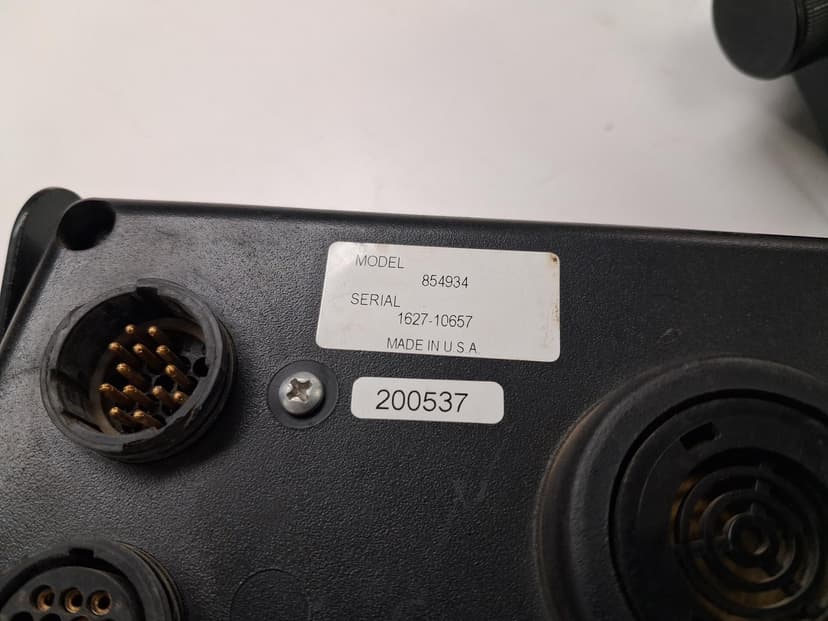 MODEL
854934
SERIAL
1627-10657
MADE IN U.S.A.
200537